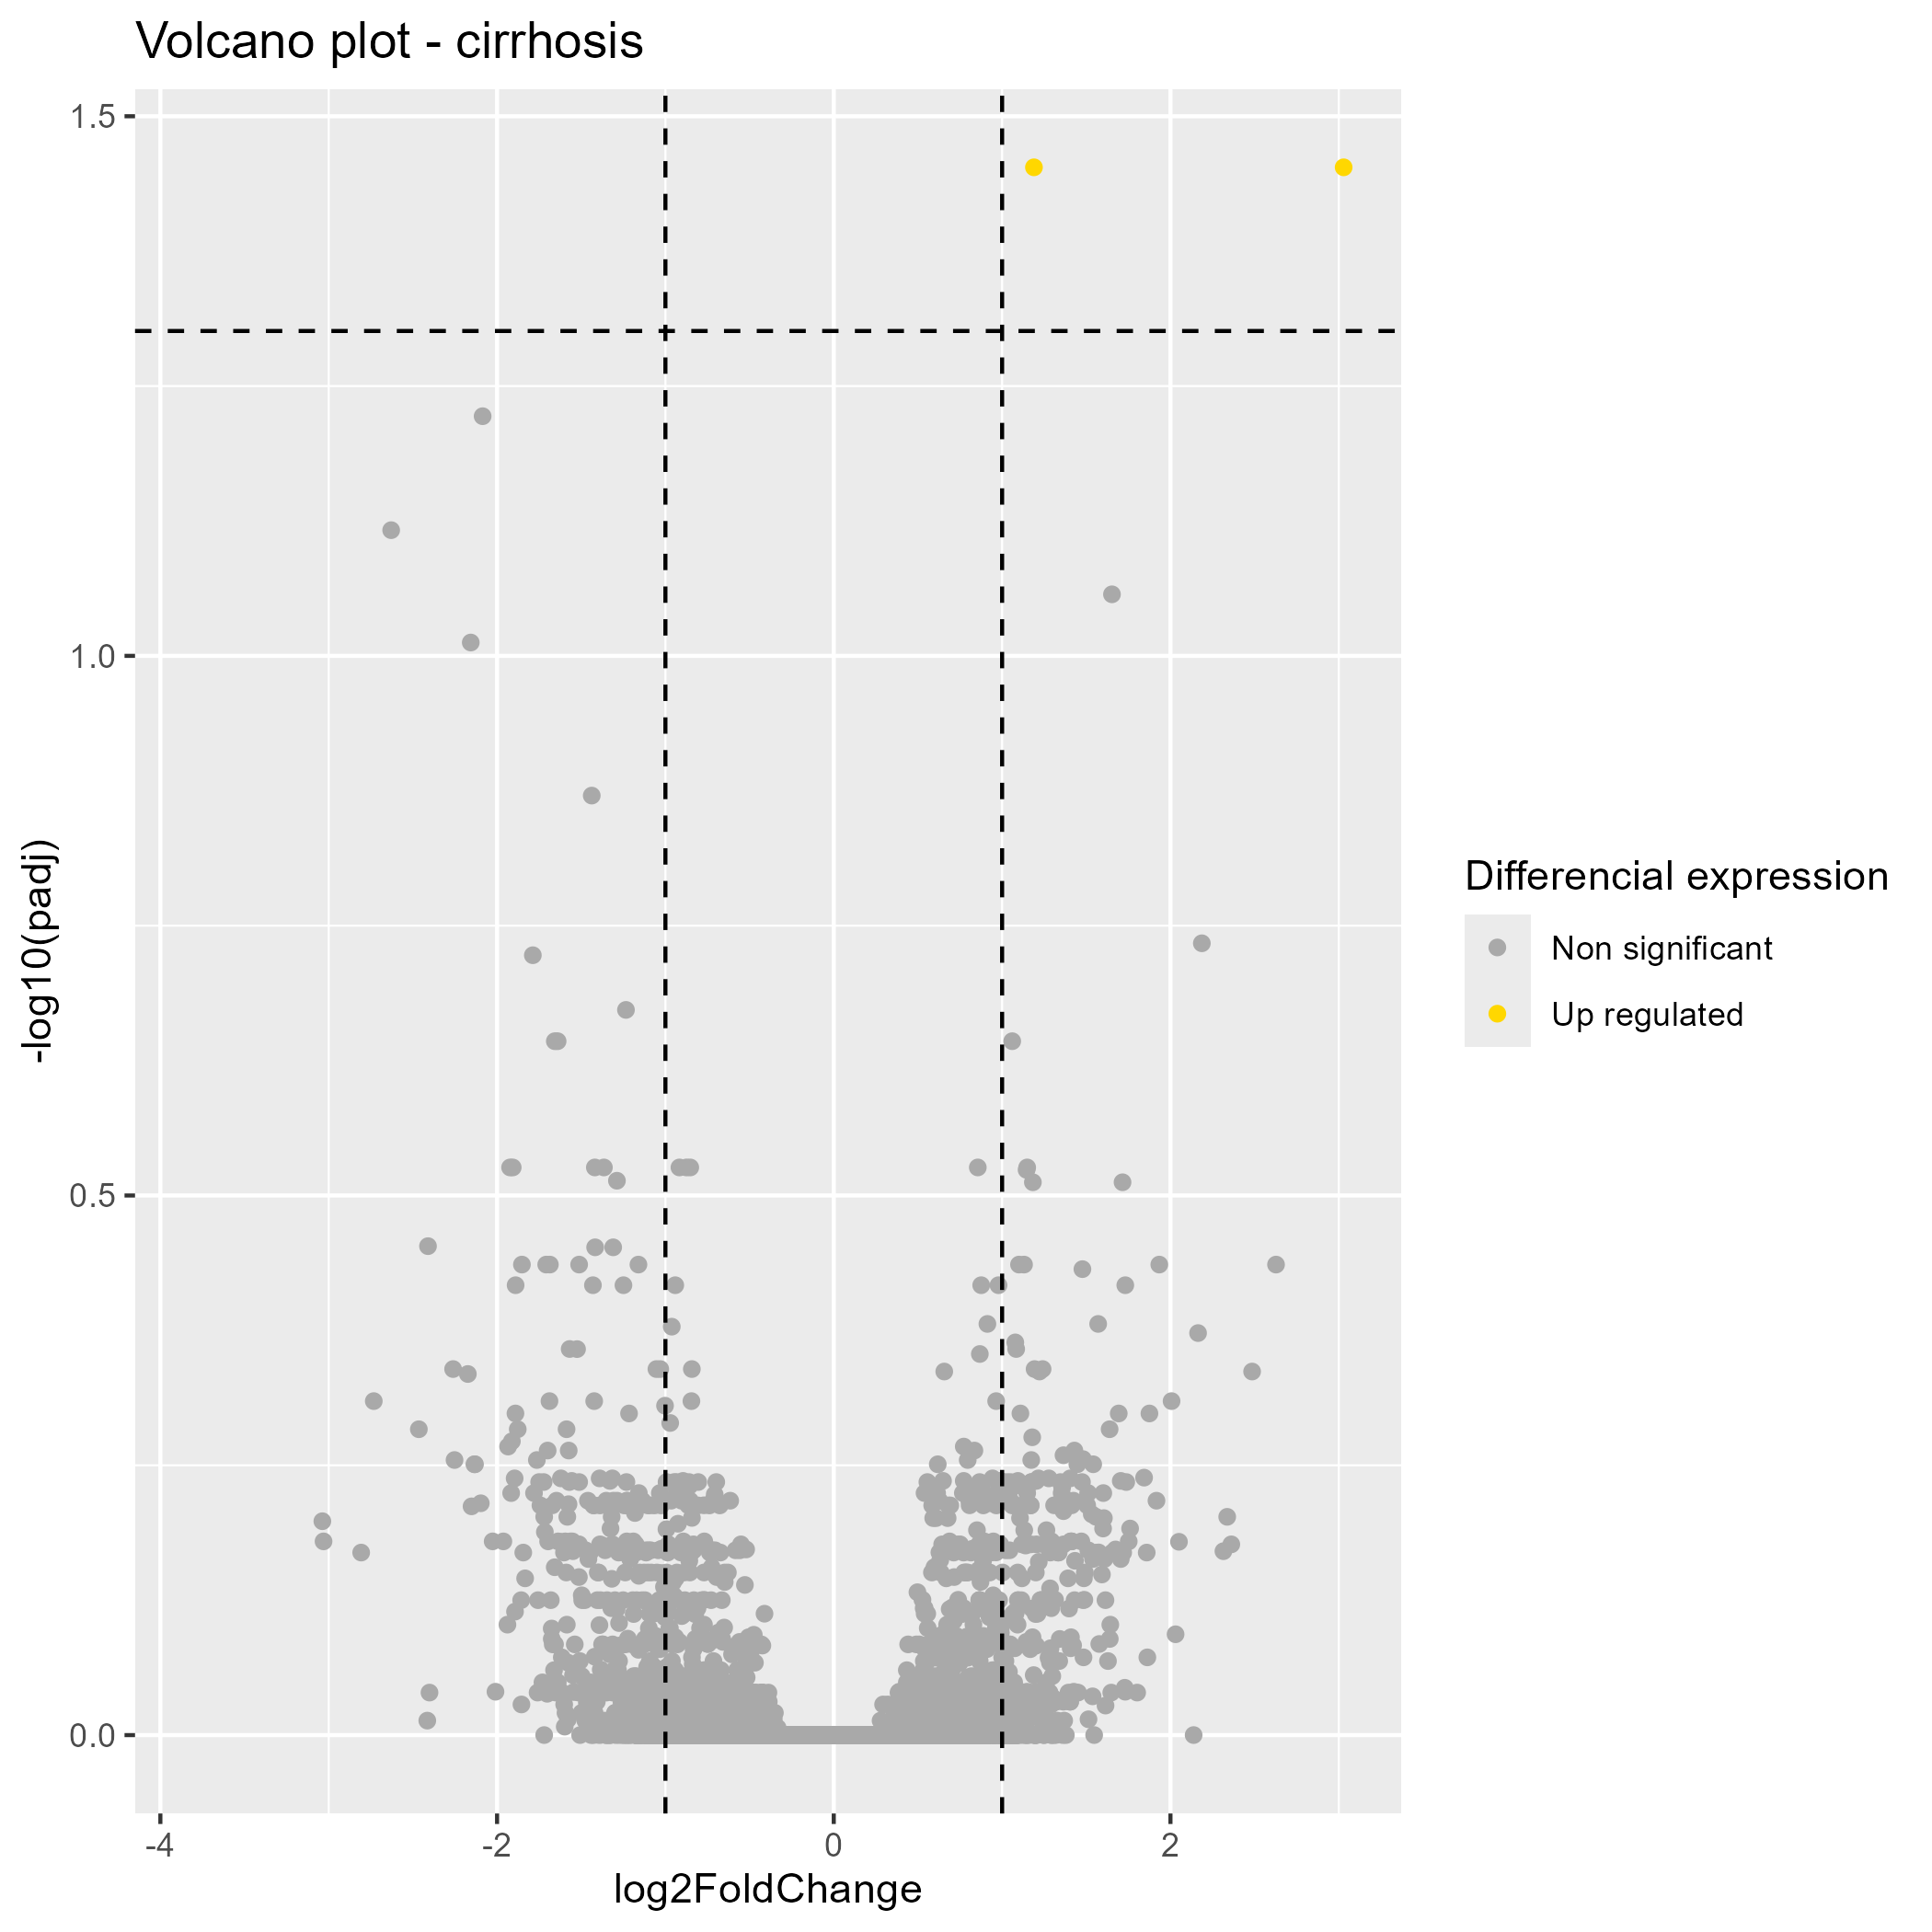 Volcano plot - cirrhosis
1.5
1.0
0.5
0.0
-log10(padj)
-4
-2
0
2
log2FoldChange
Differencial expression
Non significant
Up regulated